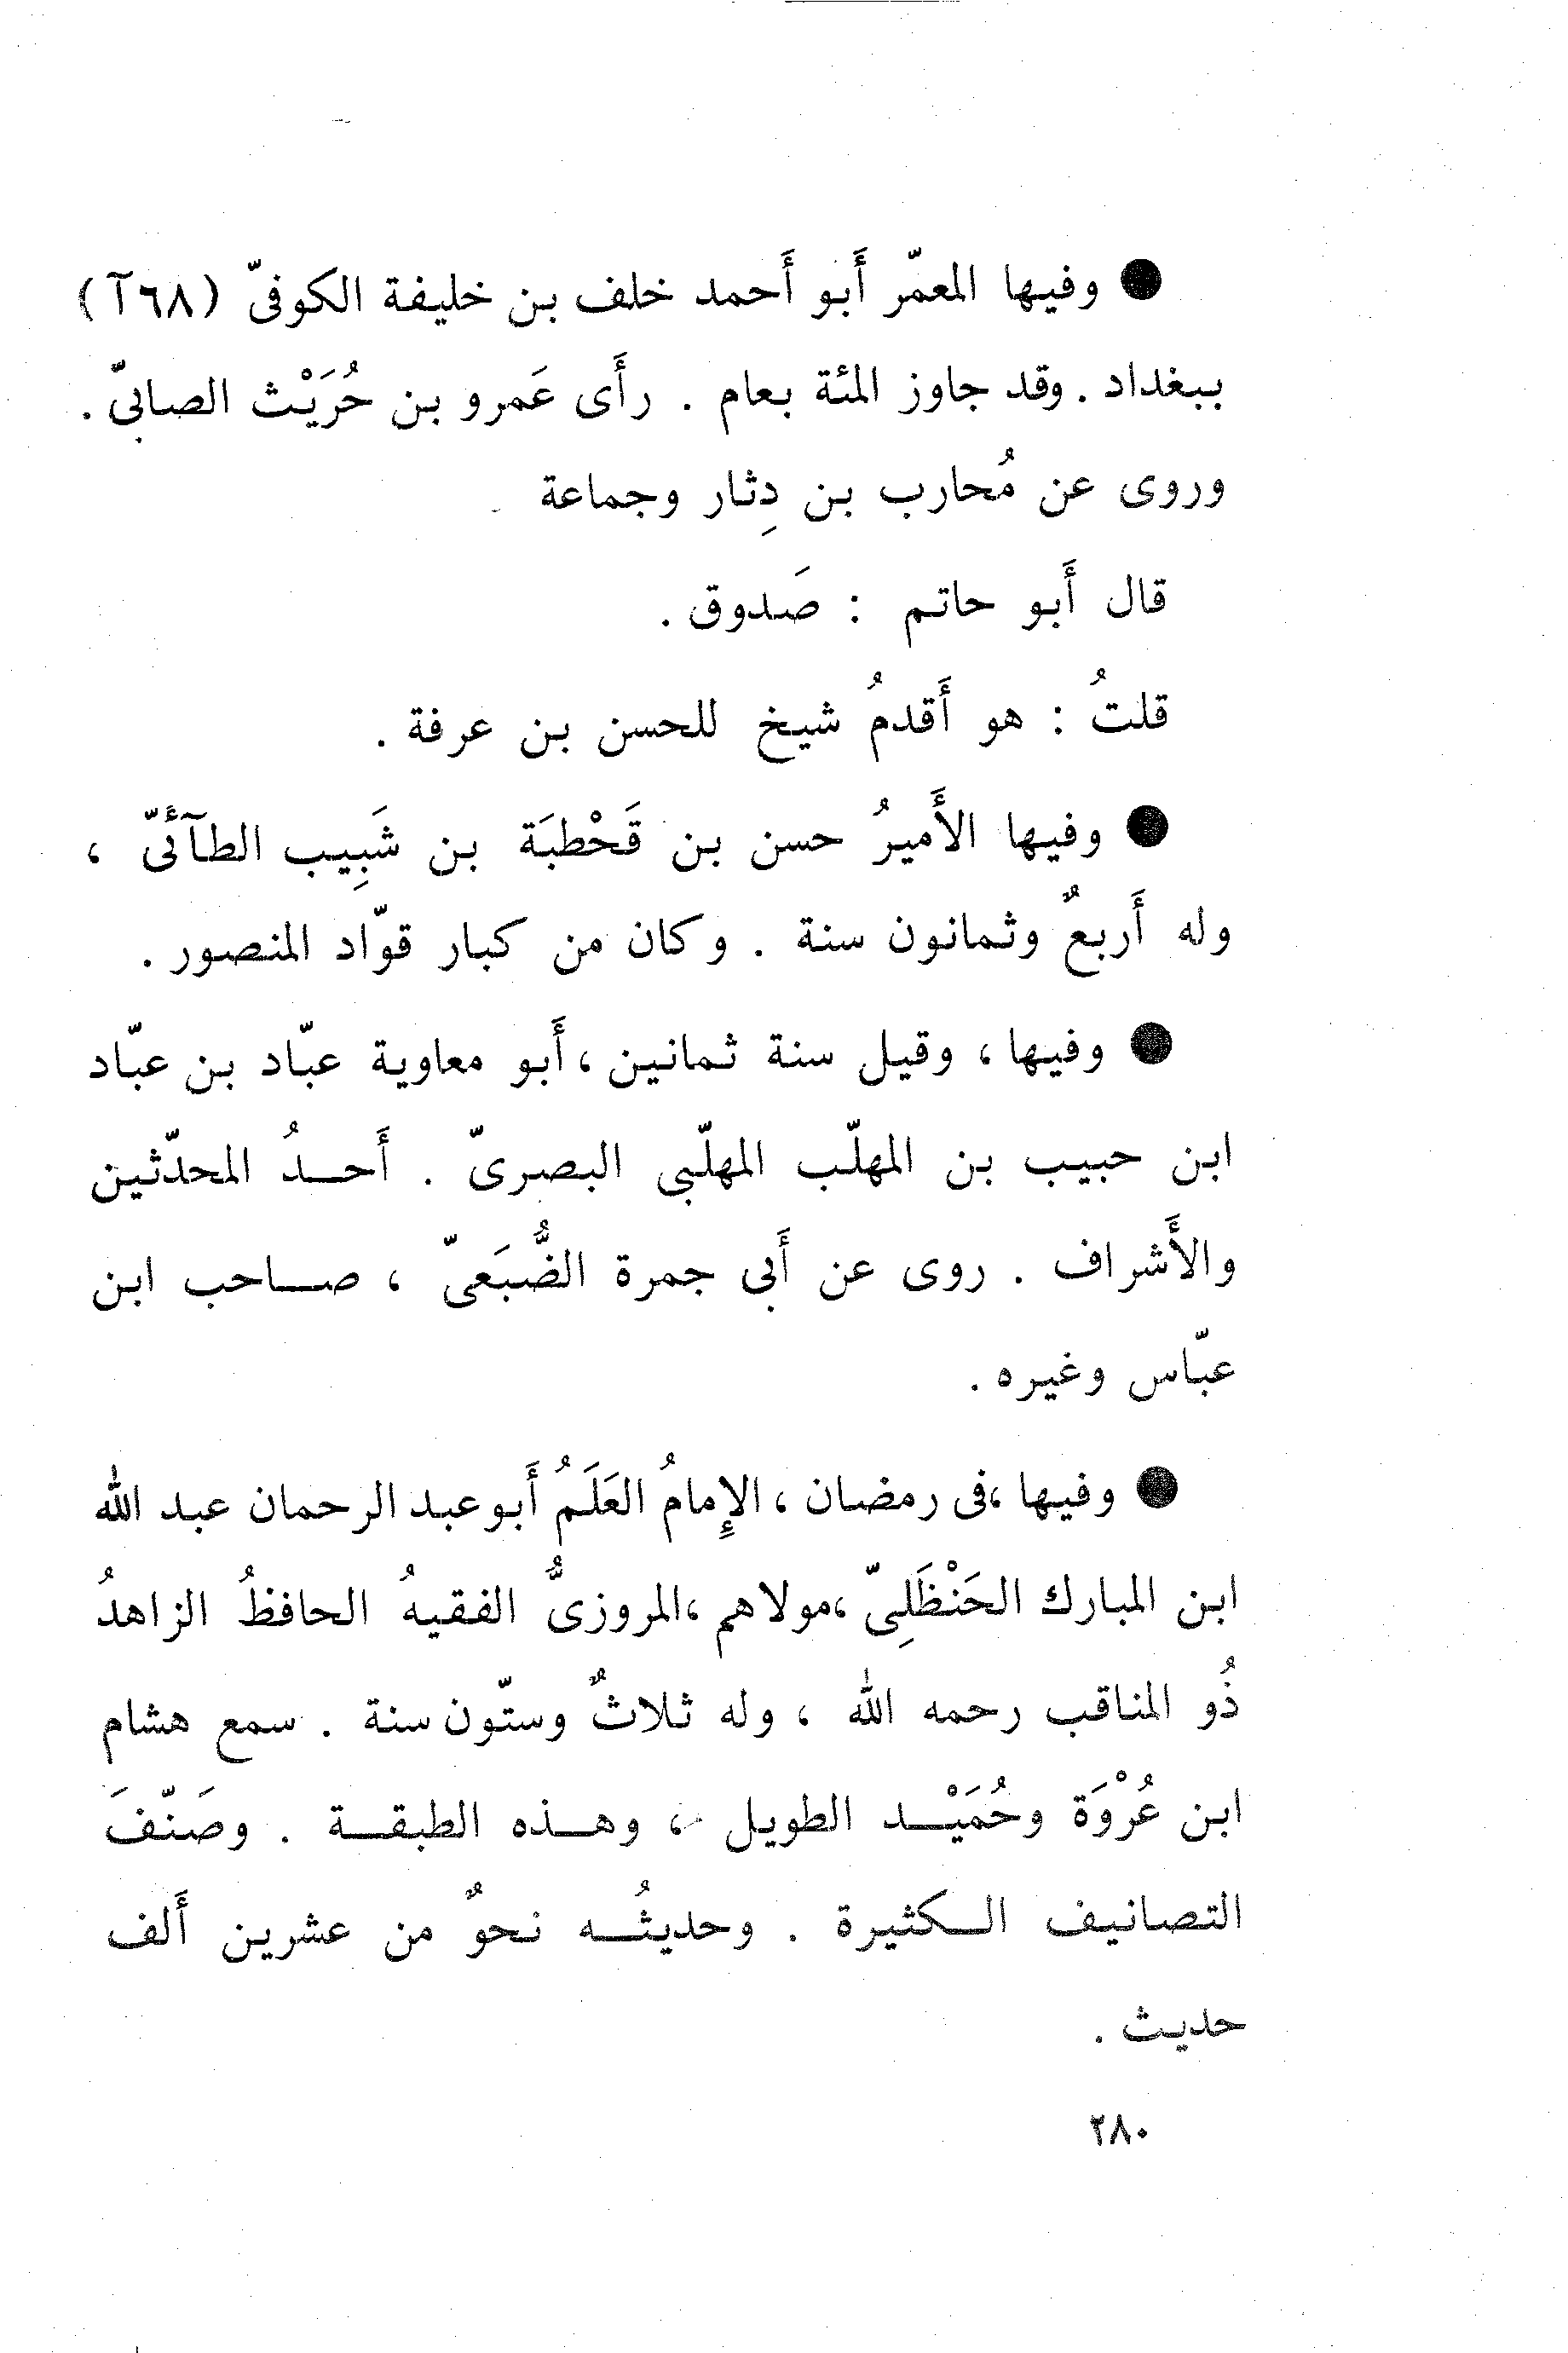 ● وفيها المعمّر أَبو أَحمد خلف بن خليفة الكوفىّ (٦٨آ)
ببغداد . وقد جاوز المئة بعام . رأَى عَمرو بن حُرَيْث الصابىّ .
وروى عن مُحارب بن دِثار وجماعة
قال أَبو حاتم : صَدوق .
قلتُ : هو أَقدمُ شيخ للحسن بن عرفة .
● وفيها الأَميرُ حسن بن قَحْطبَة بن شَبِيب الطآئىّ ،
وله أَربعٌ وثمانون سنة . وكان من كبار قوّاد المنصور .
● وفيها ، وقيل سنة ثمانين ، أَبو معاوية عبّاد بن عبّاد
ابن حبيب بن المهلّب المهلّبى البصرىّ . أَحدُ المحدّثين
والأَشراف . روى عن أَبى جمرة الضُّبَعىّ ، صاحب ابن
عبّاس وغيره .
● وفيها ، فى رمضان ، الإِمامُ العَلَمُ أَبو عبد الرحمان عبد الله
ابن المبارك الحَنْظَلِىّ ، مولاهم ، المروزىُّ الفقيهُ الحافظُ الزاهدُ
ذُو المناقب رحمه الله ، وله ثلاثٌ وستّون سنة . سمع هشام
ابن عُرْوَة وحُمَيْد الطويل ، وهذه الطبقة . وصَنّفَ
التصانيف الكثيرة . وحديثُه نحوٌ من عشرين أَلف
حديث .
٢٨٠